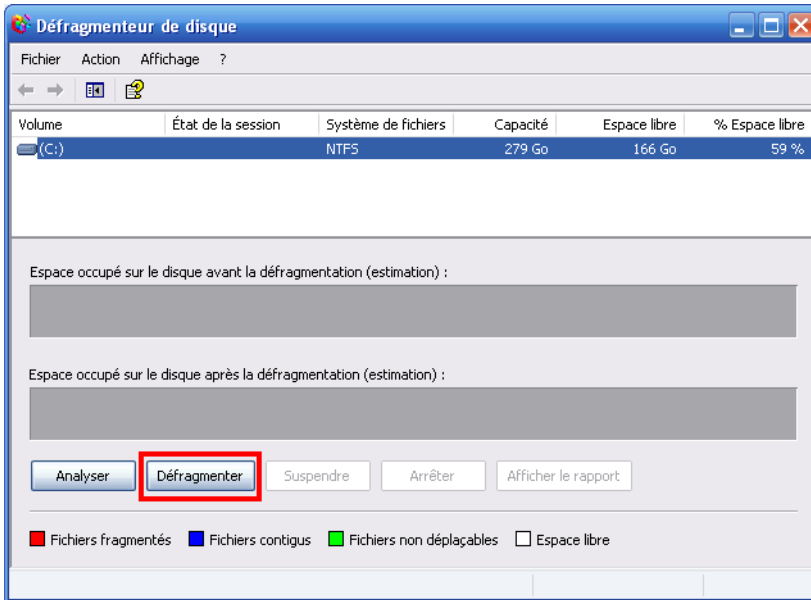 Défragmenteur de disque
Fichier Action Affichage ?
Volume État de la session Système de fichiers Capacité Espace libre % Espace libre
(C:) NTFS 279 Go 166 Go 59 %
Espace occupé sur le disque avant la défragmentation (estimation) :
Espace occupé sur le disque après la défragmentation (estimation) :
Analyser Défragmenter Suspendre Arrêter Afficher le rapport
Fichiers fragmentés Fichiers contigus Fichiers non déplaçables Espace libre